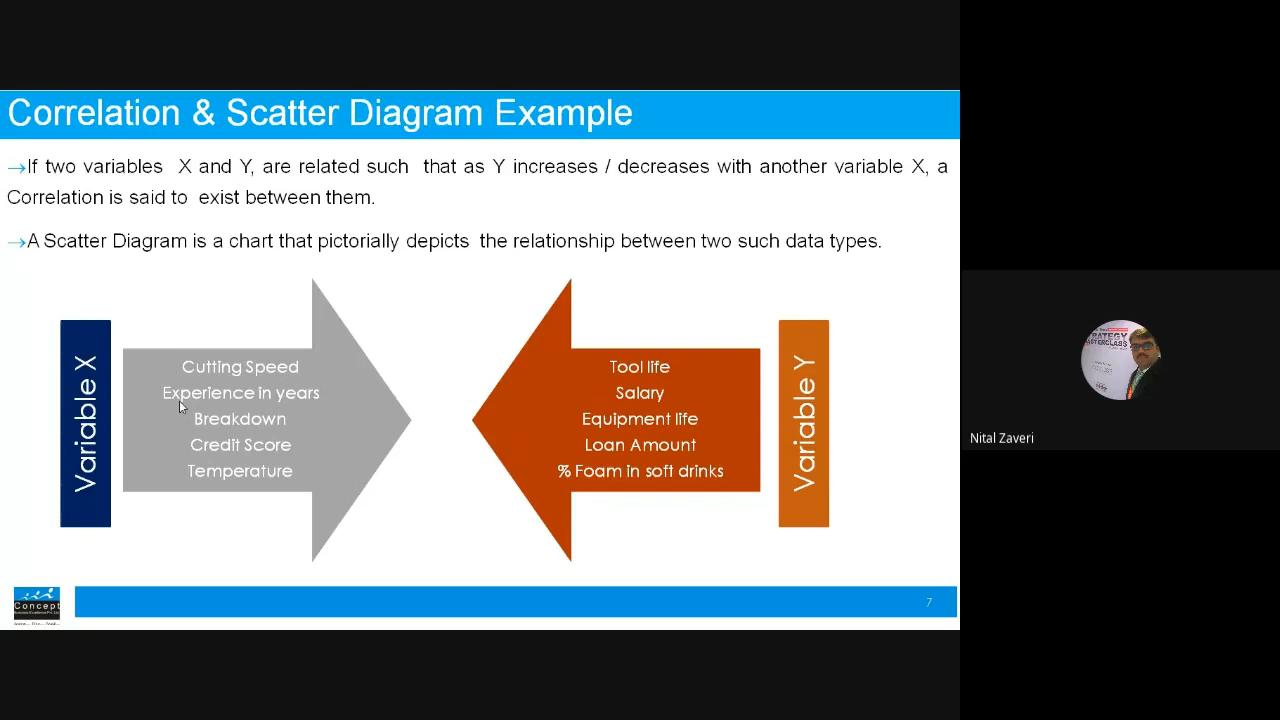 Correlation & Scatter Diagram Example
→If two variables X and Y, are related such that as Y increases / decreases with another variable X, a
Correlation is said to exist between them.
→A Scatter Diagram is a chart that pictorially depicts the relationship between two such data types.
Variable X
Cutting Speed
Experience in years
Breakdown
Credit Score
Temperature
Tool life
Salary
Equipment life
Loan Amount
% Foam in soft drinks
Variable Y
Concept
7
STRATEGY
MASTERCLASS
Nital Zaveri